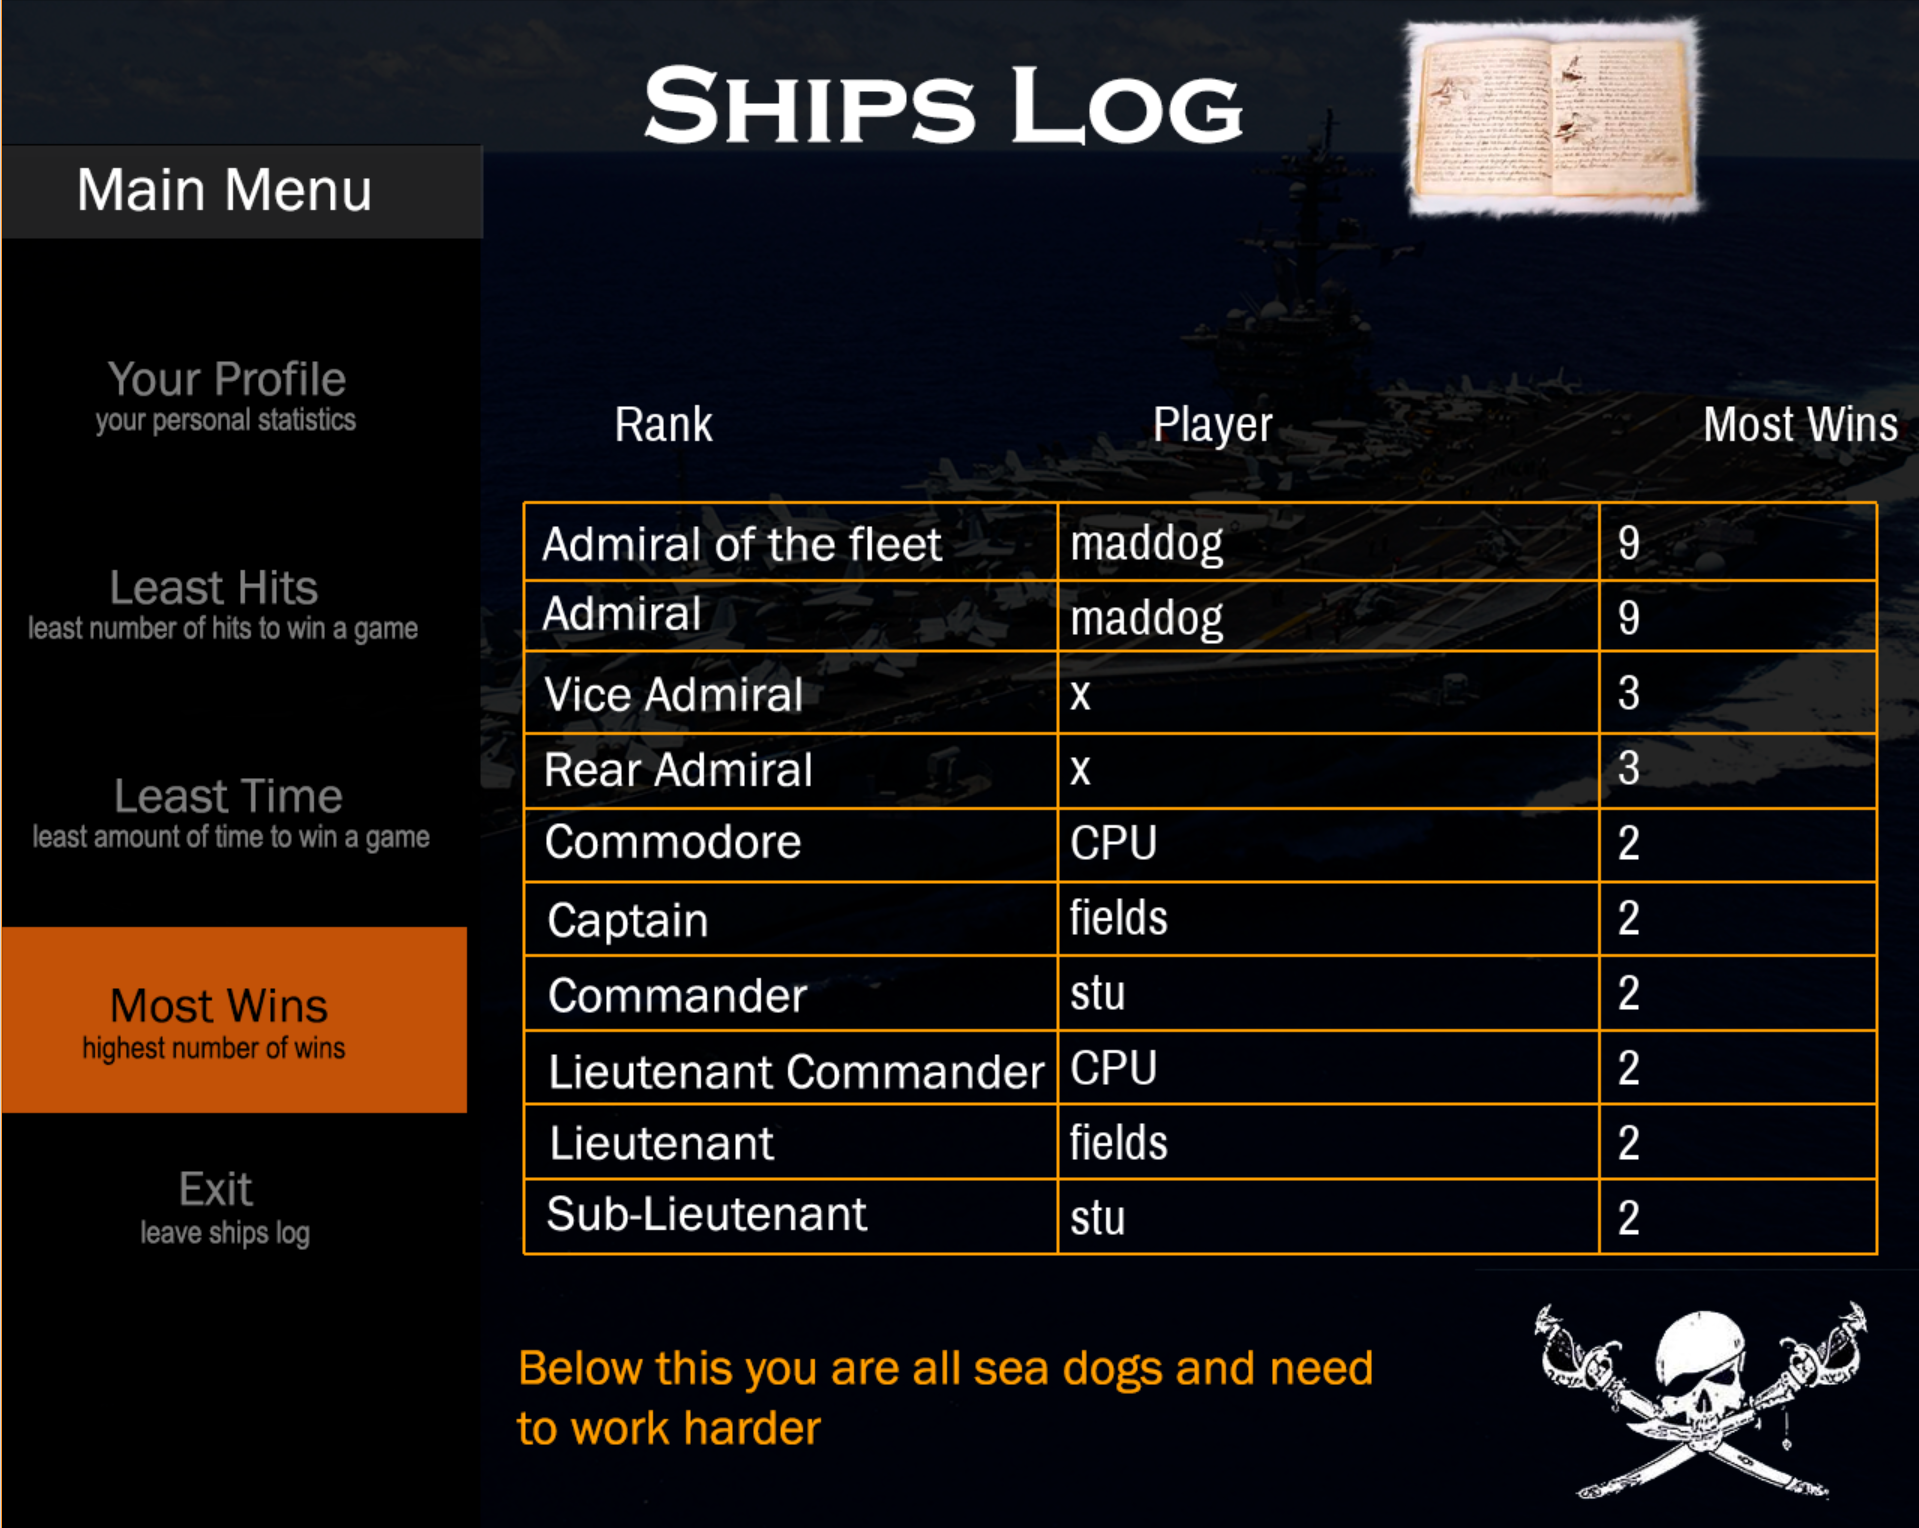 SHIPS LOG
Main Menu
Your Profile
your personal statistics
Least Hits
least number of hits to win a game
Least Time
least amount of time to win a game
Most Wins
highest number of wins
Exit
leave ships log
Rank Player Most Wins
Admiral of the fleet maddog 9
Admiral maddog 9
Vice Admiral x 3
Rear Admiral x 3
Commodore CPU 2
Captain fields 2
Commander stu 2
Lieutenant Commander CPU 2
Lieutenant fields 2
Sub-Lieutenant stu 2
Below this you are all sea dogs and need
to work harder